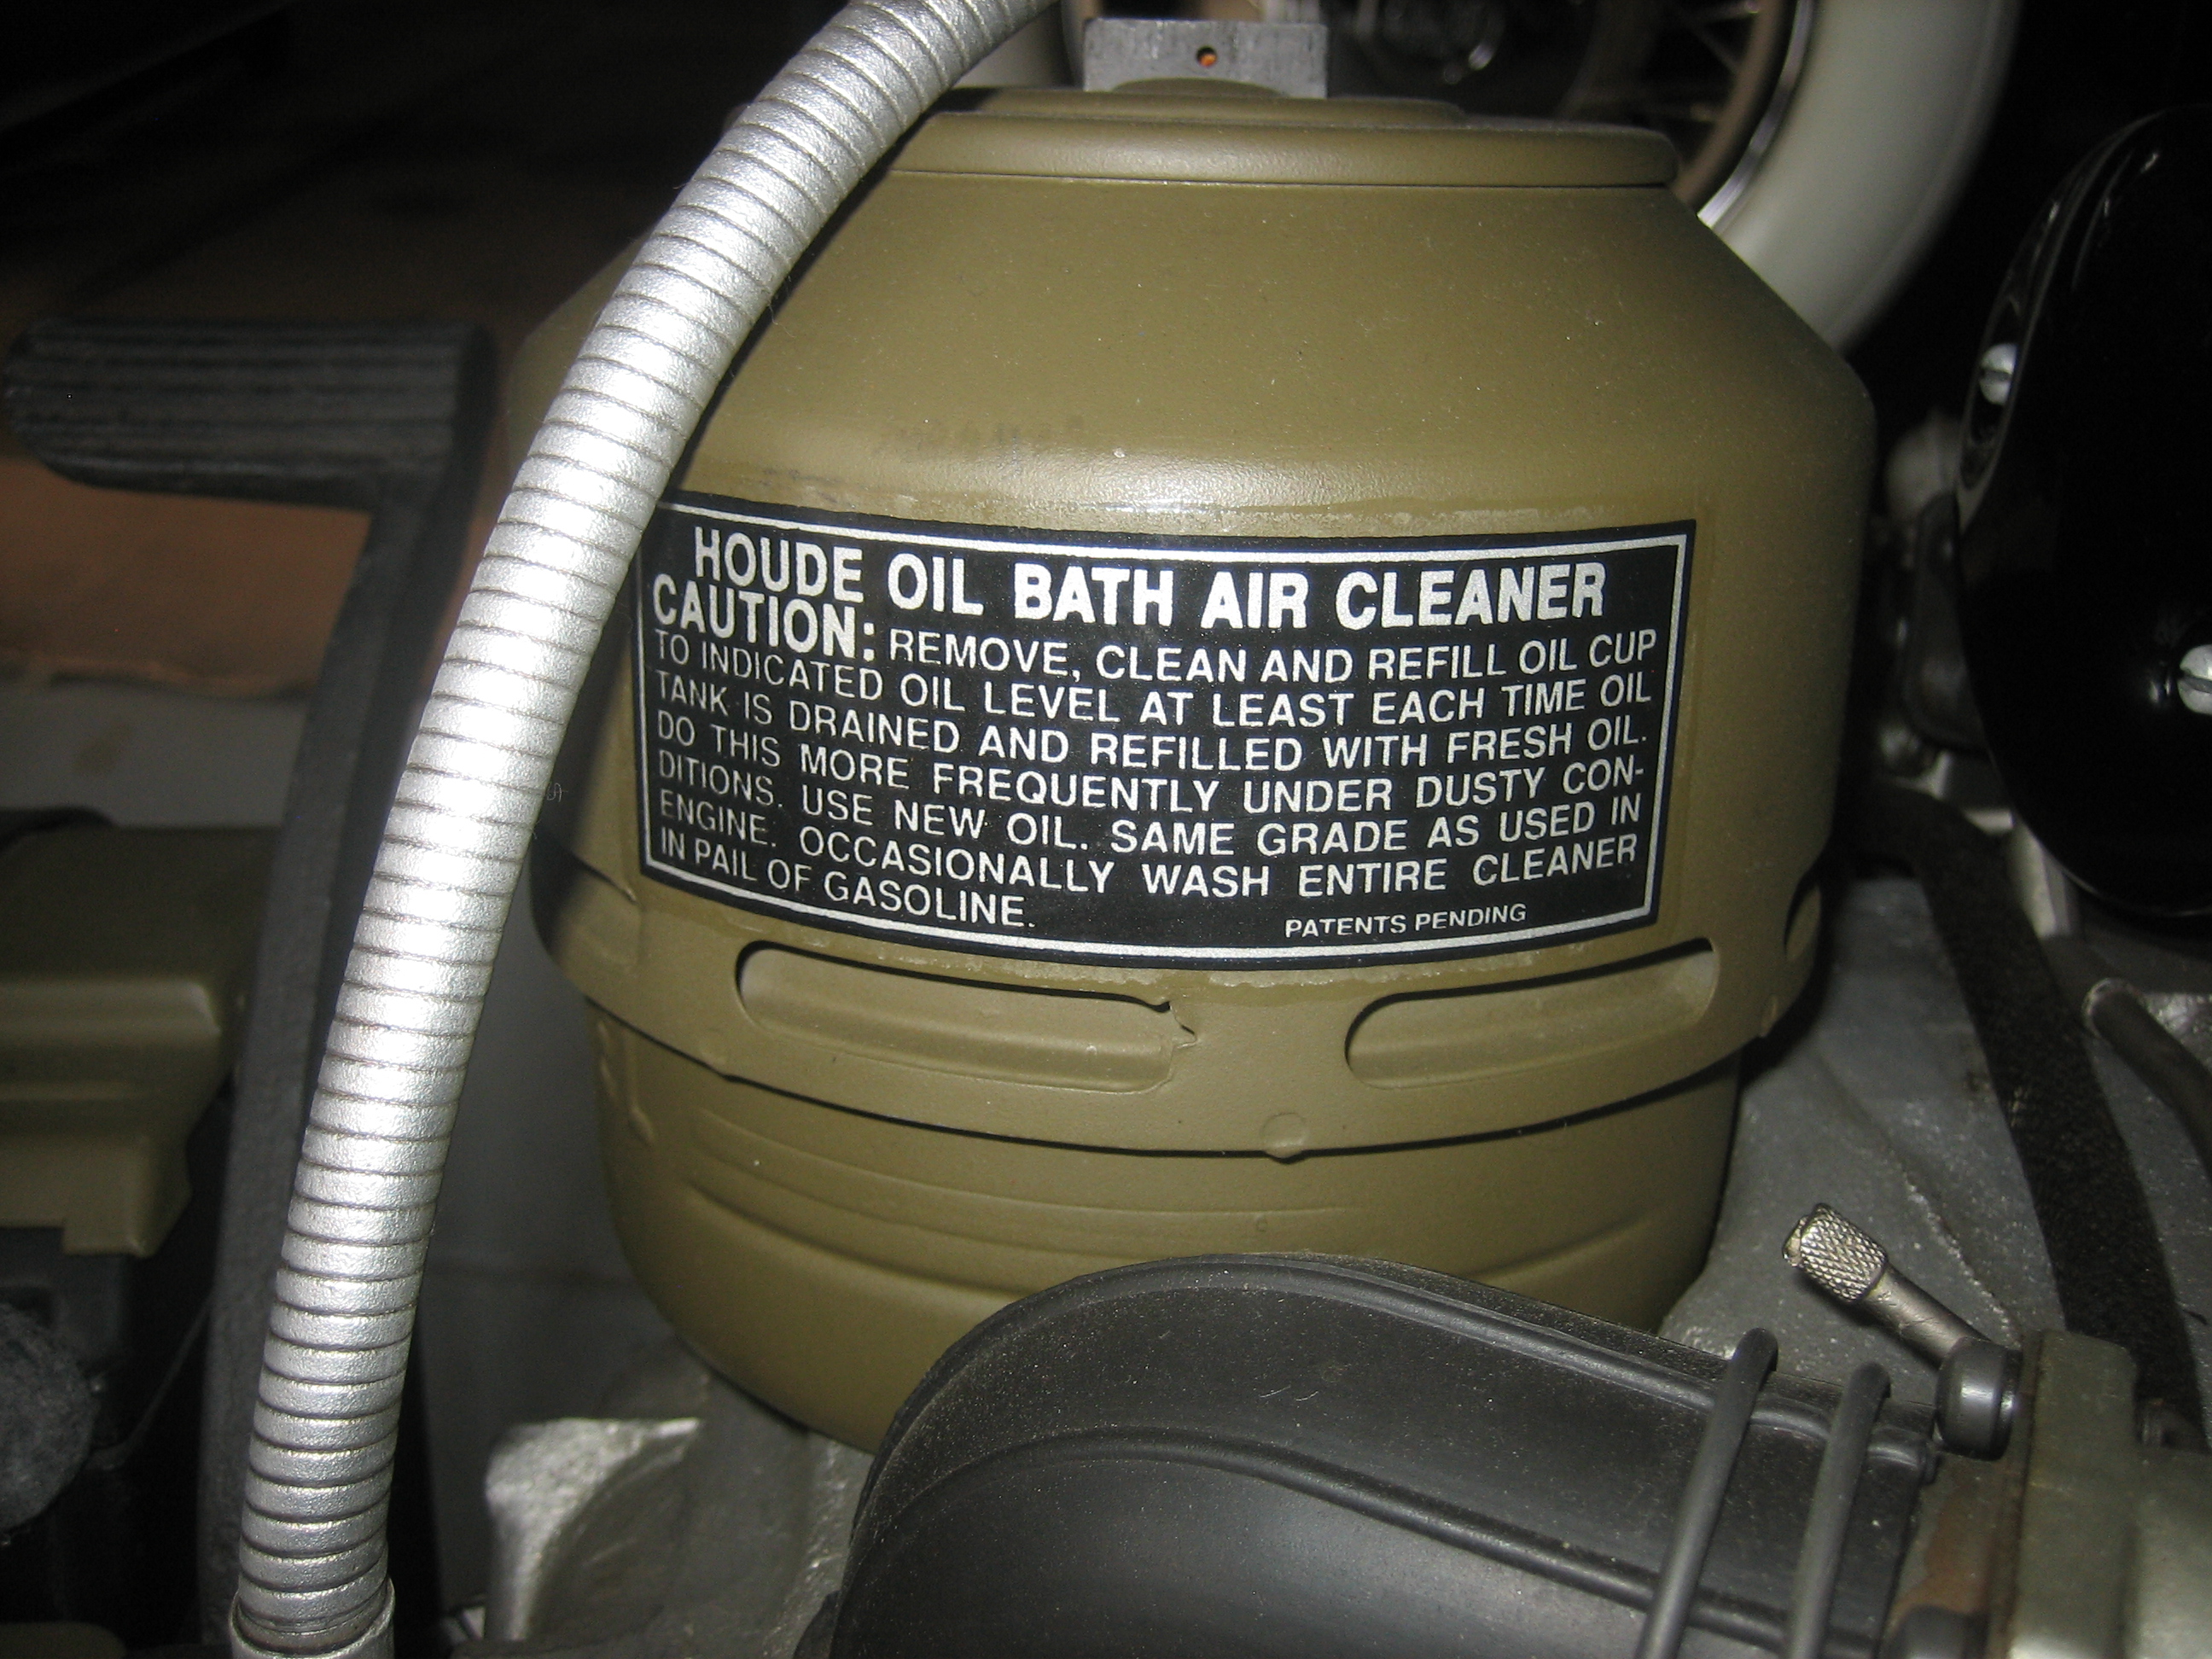 HOUDE OIL BATH AIR CLEANER
CAUTION: REMOVE, CLEAN AND REFILL OIL CUP
TO INDICATED OIL LEVEL AT LEAST EACH TIME OIL
TANK IS DRAINED AND REFILLED WITH FRESH OIL.
DO THIS MORE FREQUENTLY UNDER DUSTY CON-
DITIONS. USE NEW OIL. SAME GRADE AS USED IN
ENGINE. OCCASIONALLY WASH ENTIRE CLEANER
IN PAIL OF GASOLINE.
PATENTS PENDING